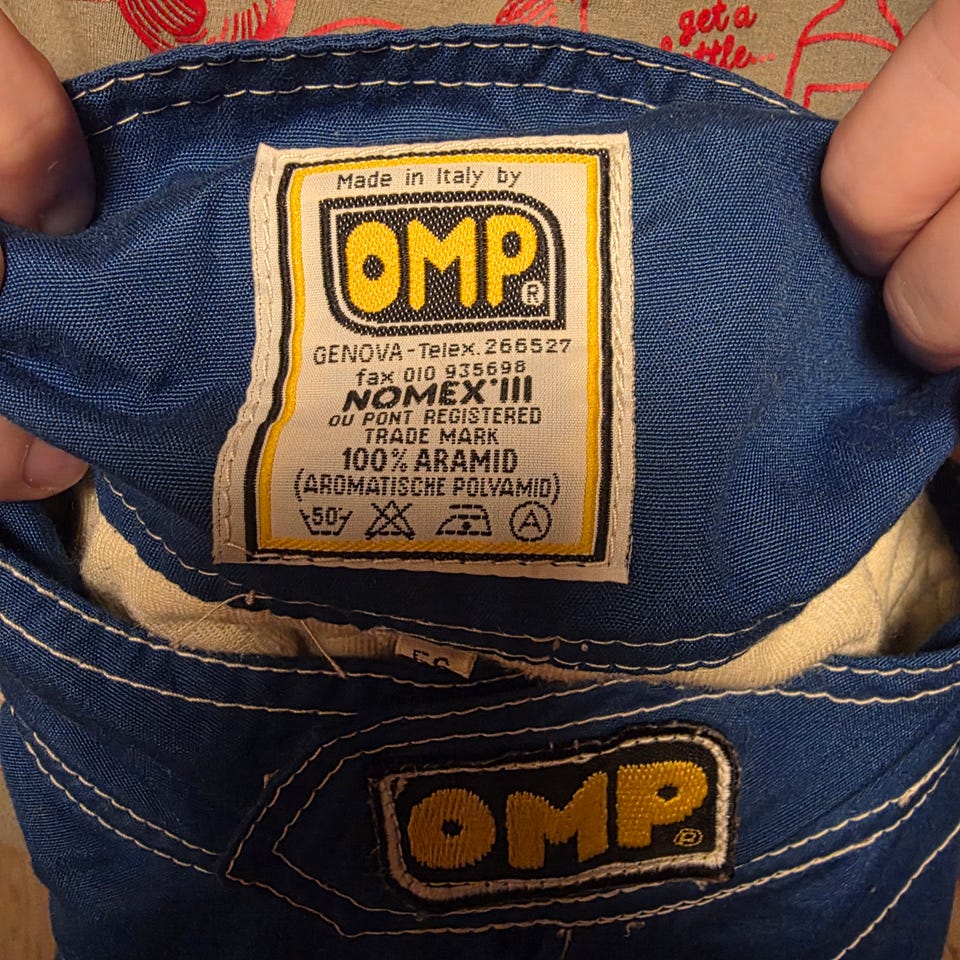 get a
Made in Italy by
OMP®
GENOVA-Telex.266527
fax 010 935698
NOMEX®III
DU PONT REGISTERED
TRADE MARK
100% ARAMID
(AROMATISCHE POLYAMID)
50
A
OMP®